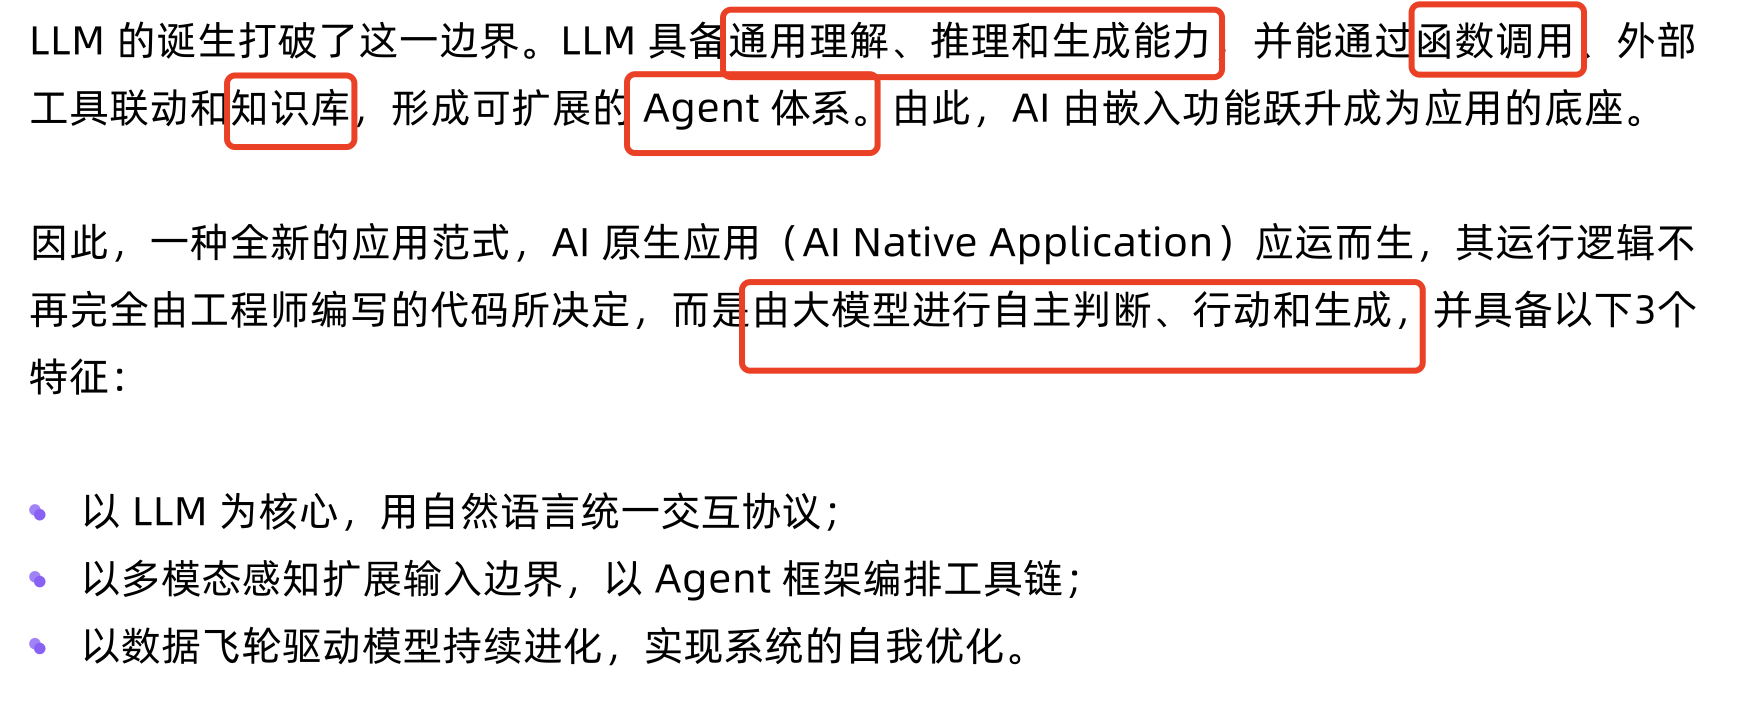 LLM 的诞生打破了这一边界。LLM 具备通用理解、推理和生成能力，并能通过函数调用、外部
工具联动和知识库，形成可扩展的 Agent 体系。由此，AI 由嵌入功能跃升成为应用的底座。
因此，一种全新的应用范式，AI 原生应用（AI Native Application）应运而生，其运行逻辑不
再完全由工程师编写的代码所决定，而是由大模型进行自主判断、行动和生成，并具备以下3个
特征：
以 LLM 为核心，用自然语言统一交互协议；
以多模态感知扩展输入边界，以 Agent 框架编排工具链；
以数据飞轮驱动模型持续进化，实现系统的自我优化。